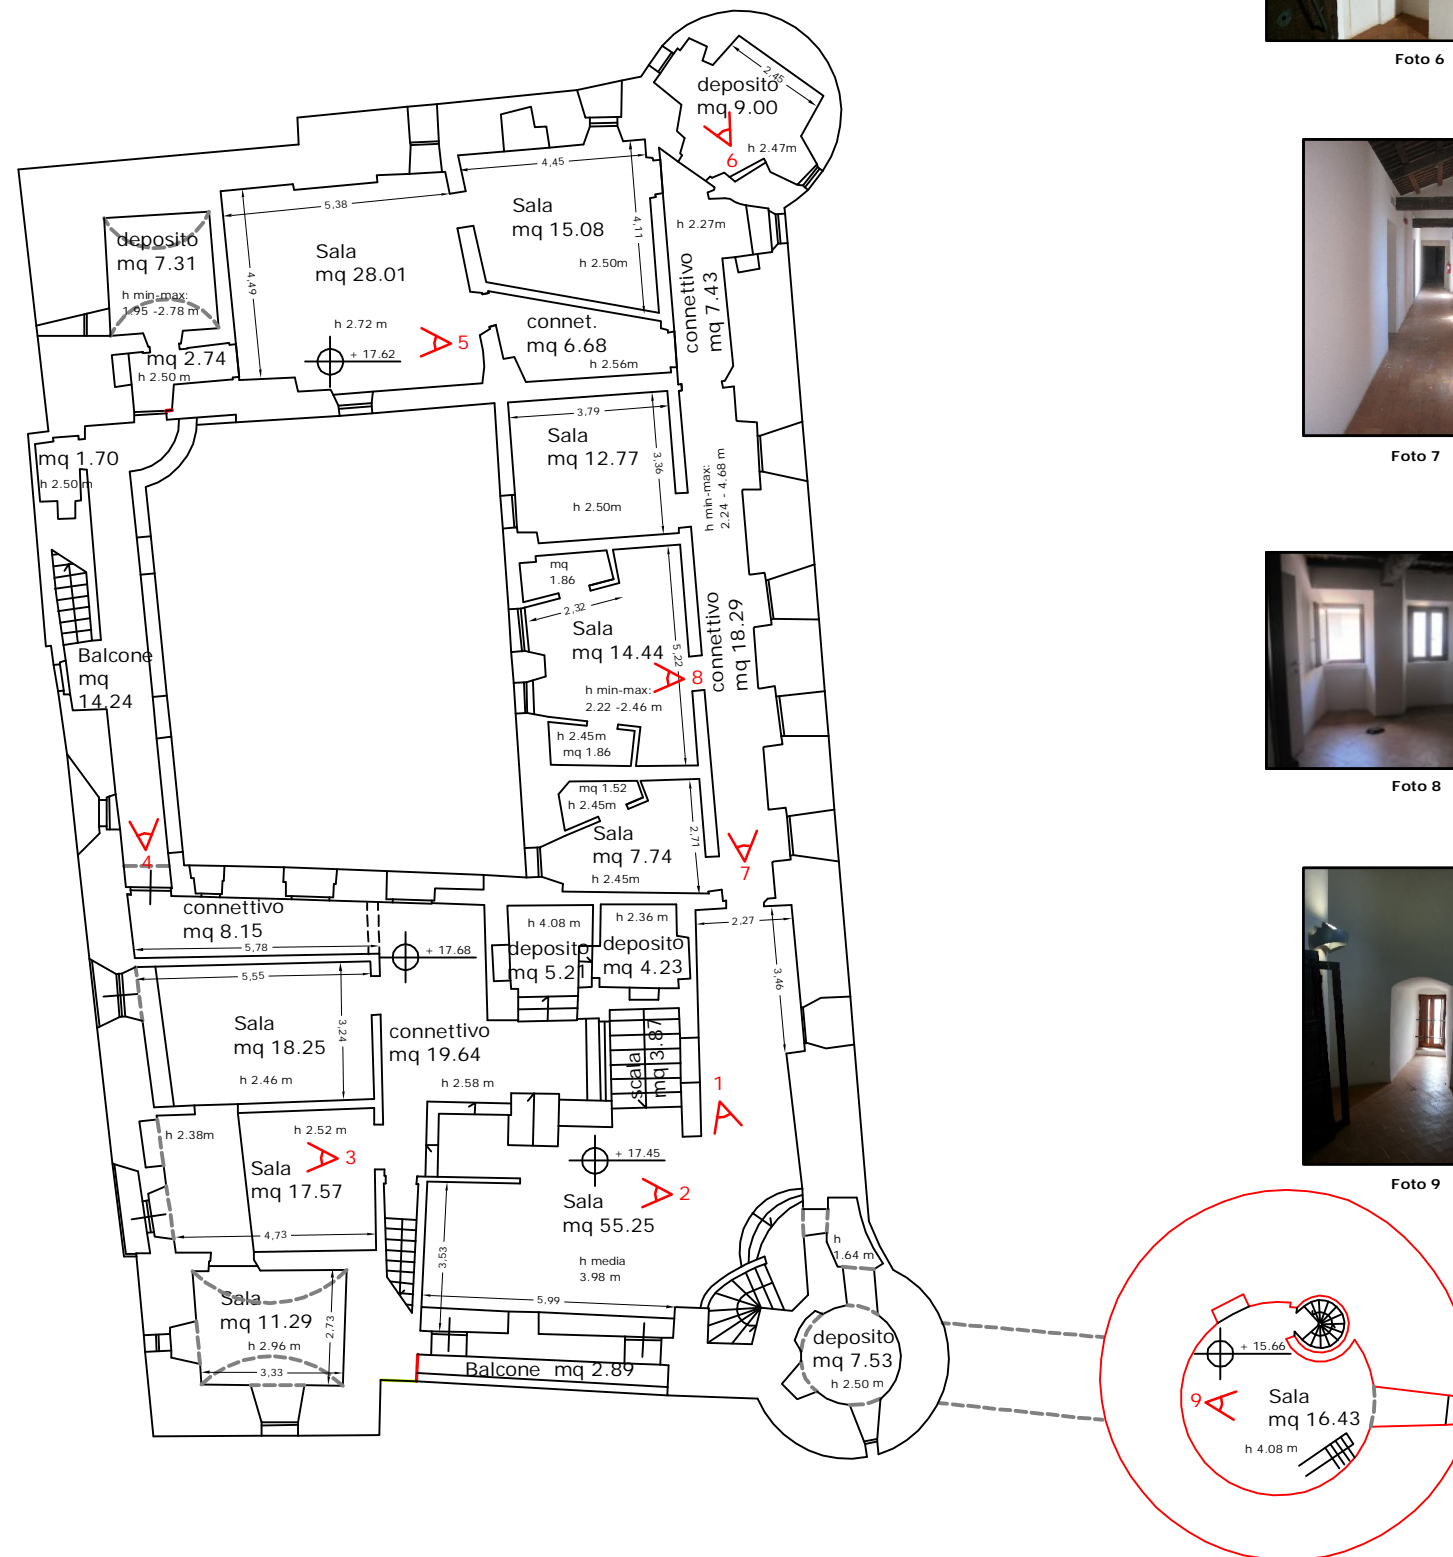 Foto 6
2,45
deposito
mq 9.00
h 2.47m
6
4,45
Sala
mq 15.08
4,11
h 2.50m
h 2.27m
connettivo
mq 7.43
5,38
Sala
mq 28.01
4,49
h 2.72 m
+ 17.62
5
deposito
mq 7.31
h min-max:
1.95 -2.78 m
mq 2.74
h 2.50 m
connet.
mq 6.68
h 2.56m
3,79
Sala
mq 12.77
3,36
h 2.50m
h min-max:
2.24 - 4.68 m
Foto 7
mq 1.70
h 2.50 m
mq
1.86
2,32
Sala
mq 14.44
5,22
h min-max:
2.22 -2.46 m
8
connettivo
mq 18.29
h 2.45m
mq 1.86
Balcone
mq
14.24
Foto 8
mq 1.52
h 2.45m
Sala
mq 7.74
2,71
h 2.45m
7
4
connettivo
mq 8.15
5,78
+ 17.68
h 4.08 m
deposito
mq 5.21
h 2.36 m
deposito
mq 4.23
2,27
3,46
5,55
Sala
mq 18.25
3,24
h 2.46 m
connettivo
mq 19.64
h 2.58 m
scala
mq 3.87
1
h 2.38m
h 2.52 m
3
Sala
mq 17.57
4,73
+ 17.45
2
Sala
mq 55.25
3,53
h media
3.98 m
5,99
h
1.64 m
Foto 9
Sala
mq 11.29
2,73
h 2.96 m
3,33
Balcone mq 2.89
deposito
mq 7.53
h 2.50 m
+ 15.66
9
Sala
mq 16.43
h 4.08 m